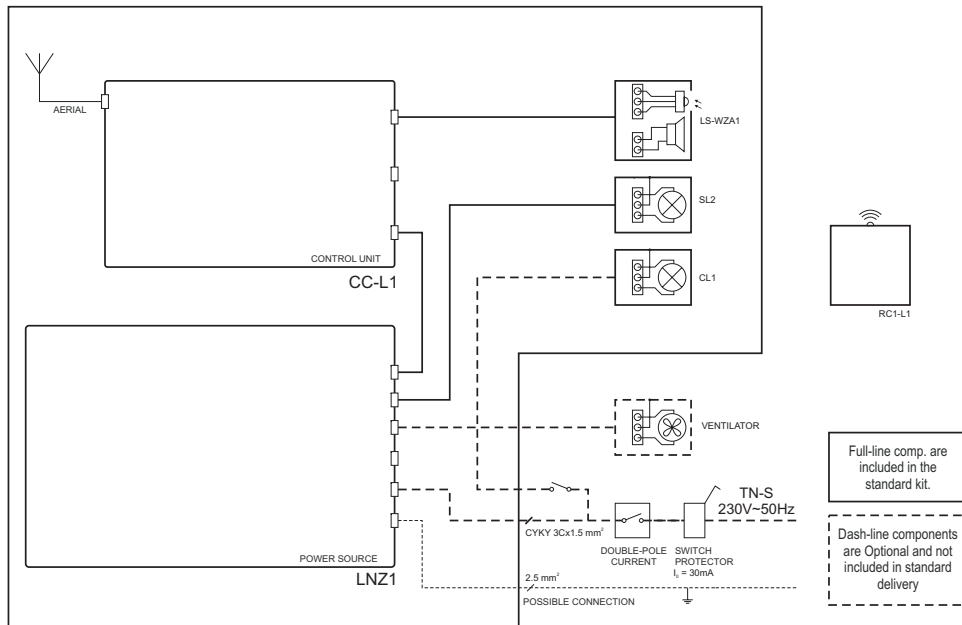 AERIAL
LS-WZA1
SL2
CONTROL UNIT
CC-L1
CL1
RC1-L1
VENTILATOR
Full-line comp. are
included in the
standard kit.
TN-S
230V~50Hz
CYKY 3Cx1.5 mm²
DOUBLE-POLE
CURRENT
SWITCH
PROTECTOR
Dash-line components
are Optional and not
included in standard
delivery
POWER SOURCE
LNZ1
2.5 mm²
POSSIBLE CONNECTION